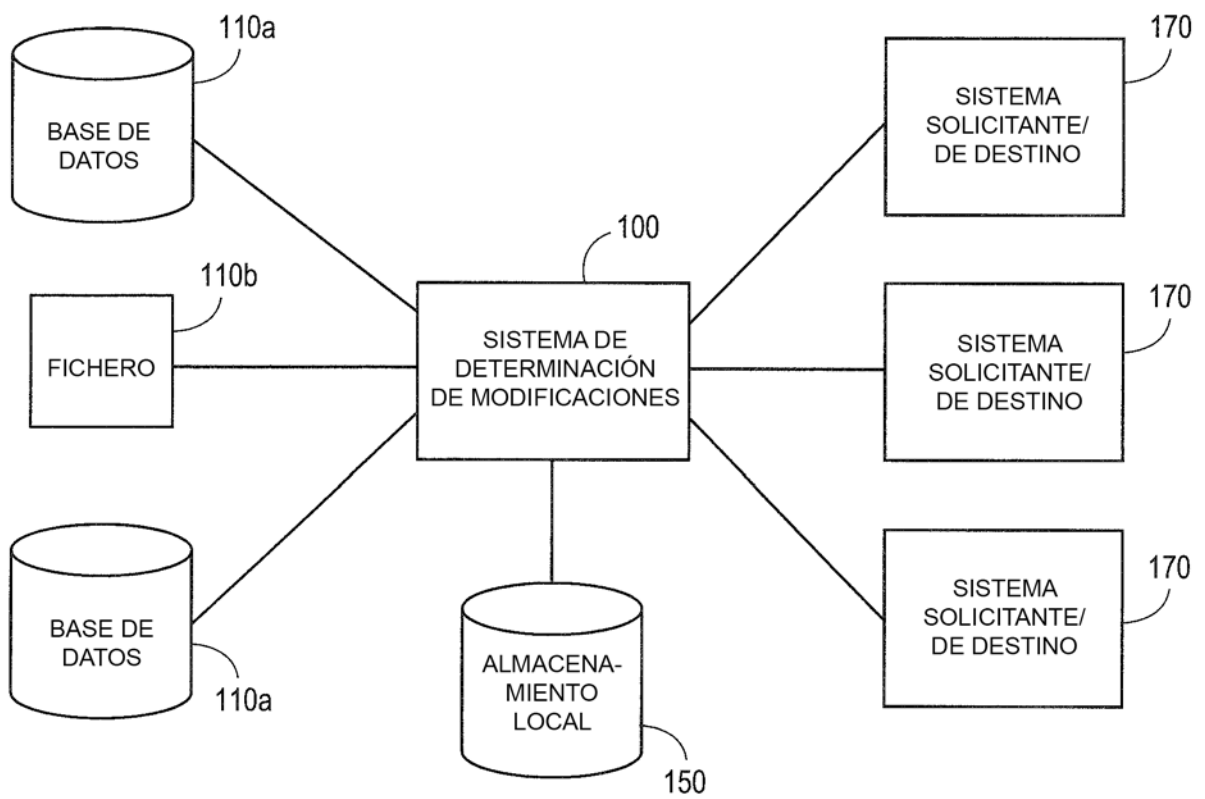 110a
BASE DE
DATOS
110b
FICHERO
BASE DE
DATOS
110a
100
SISTEMA DE
DETERMINACIÓN
DE MODIFICACIONES
ALMACENA-
MIENTO
LOCAL
150
170
SISTEMA
SOLICITANTE/
DE DESTINO
170
SISTEMA
SOLICITANTE/
DE DESTINO
170
SISTEMA
SOLICITANTE/
DE DESTINO